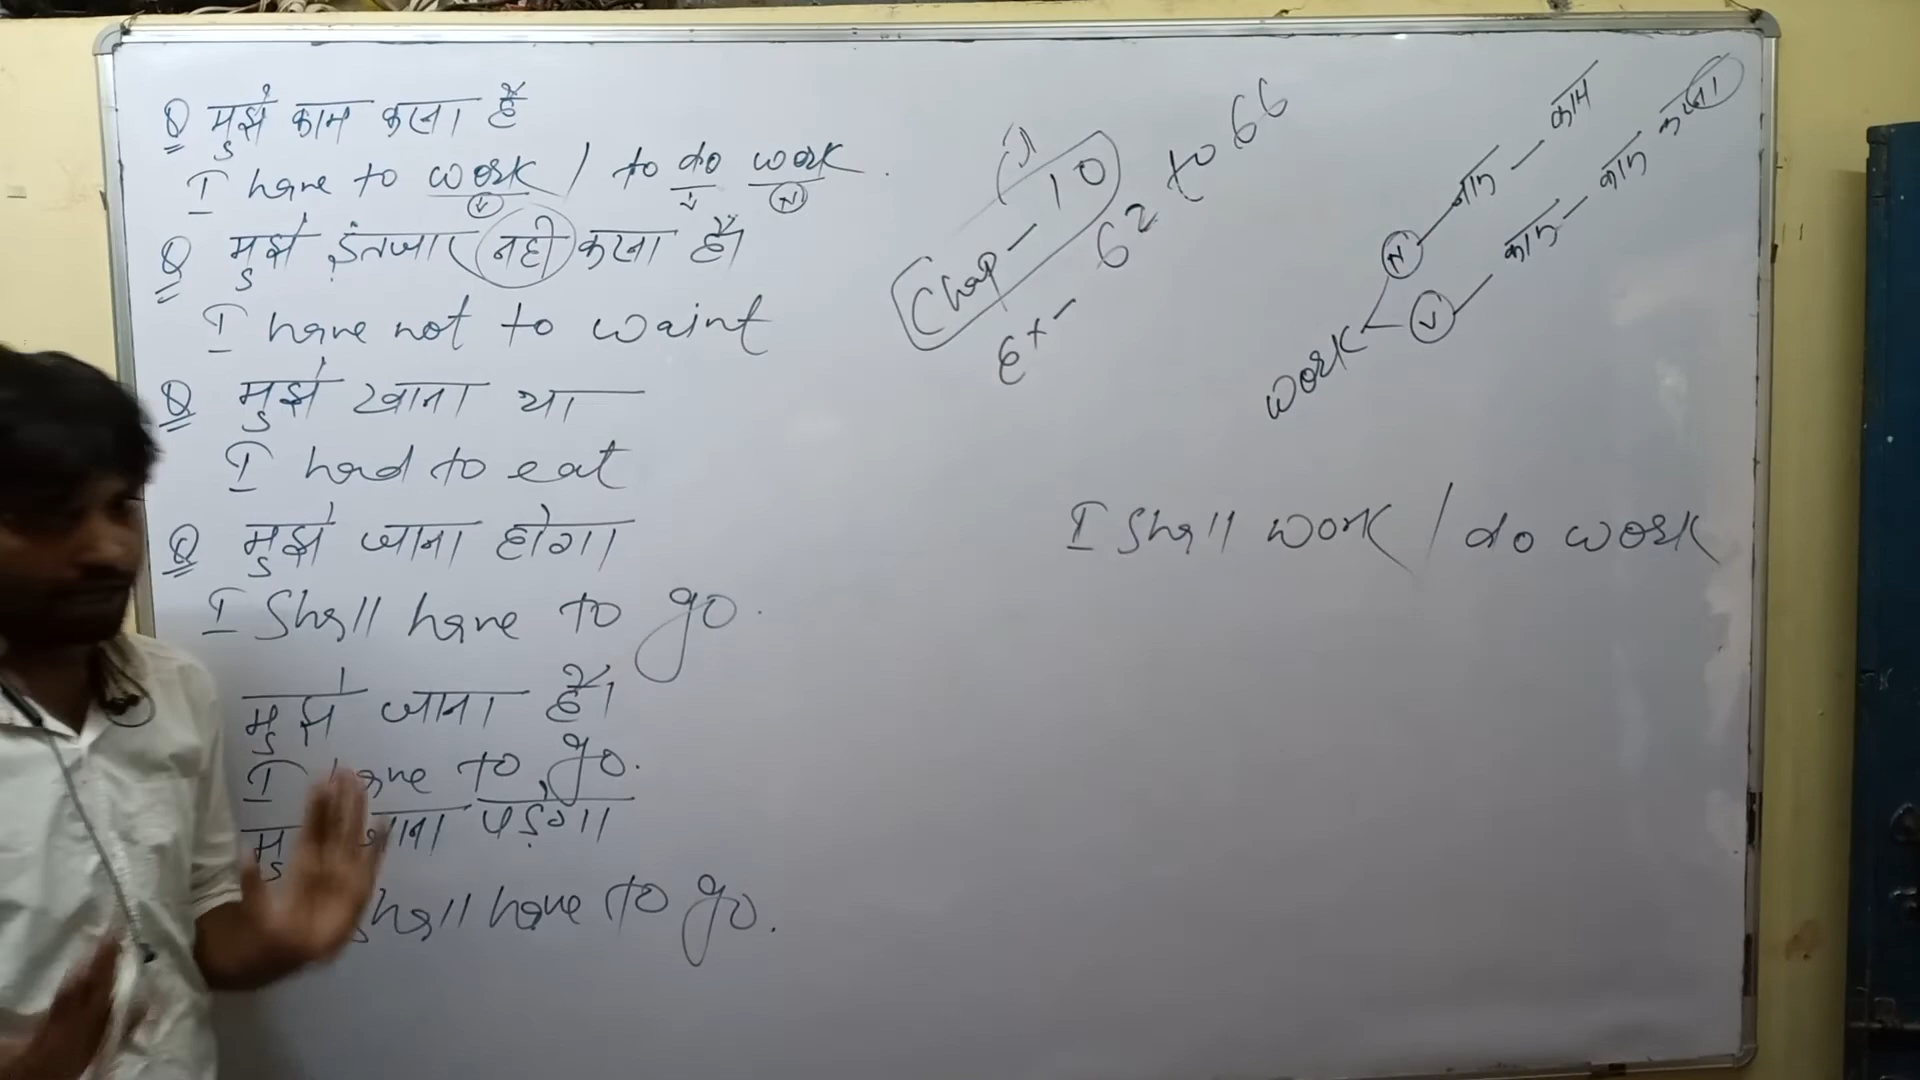 Q मुझे काम करना है
I have to work / to do work.
V V N
Q मुझे इंतजार नही करना है।
I have not to waint
Q मुझे खाना था
I had to eat
Q मुझे जाना होगा
I Shall have to go.
मुझे जाना है।
I have to go.
जाना पड़ेगा
Shall have to go.
Chap - 10
Ex - 62 to 66
work
N नाम - काम
V काम - काम करना
I Shall work / do work